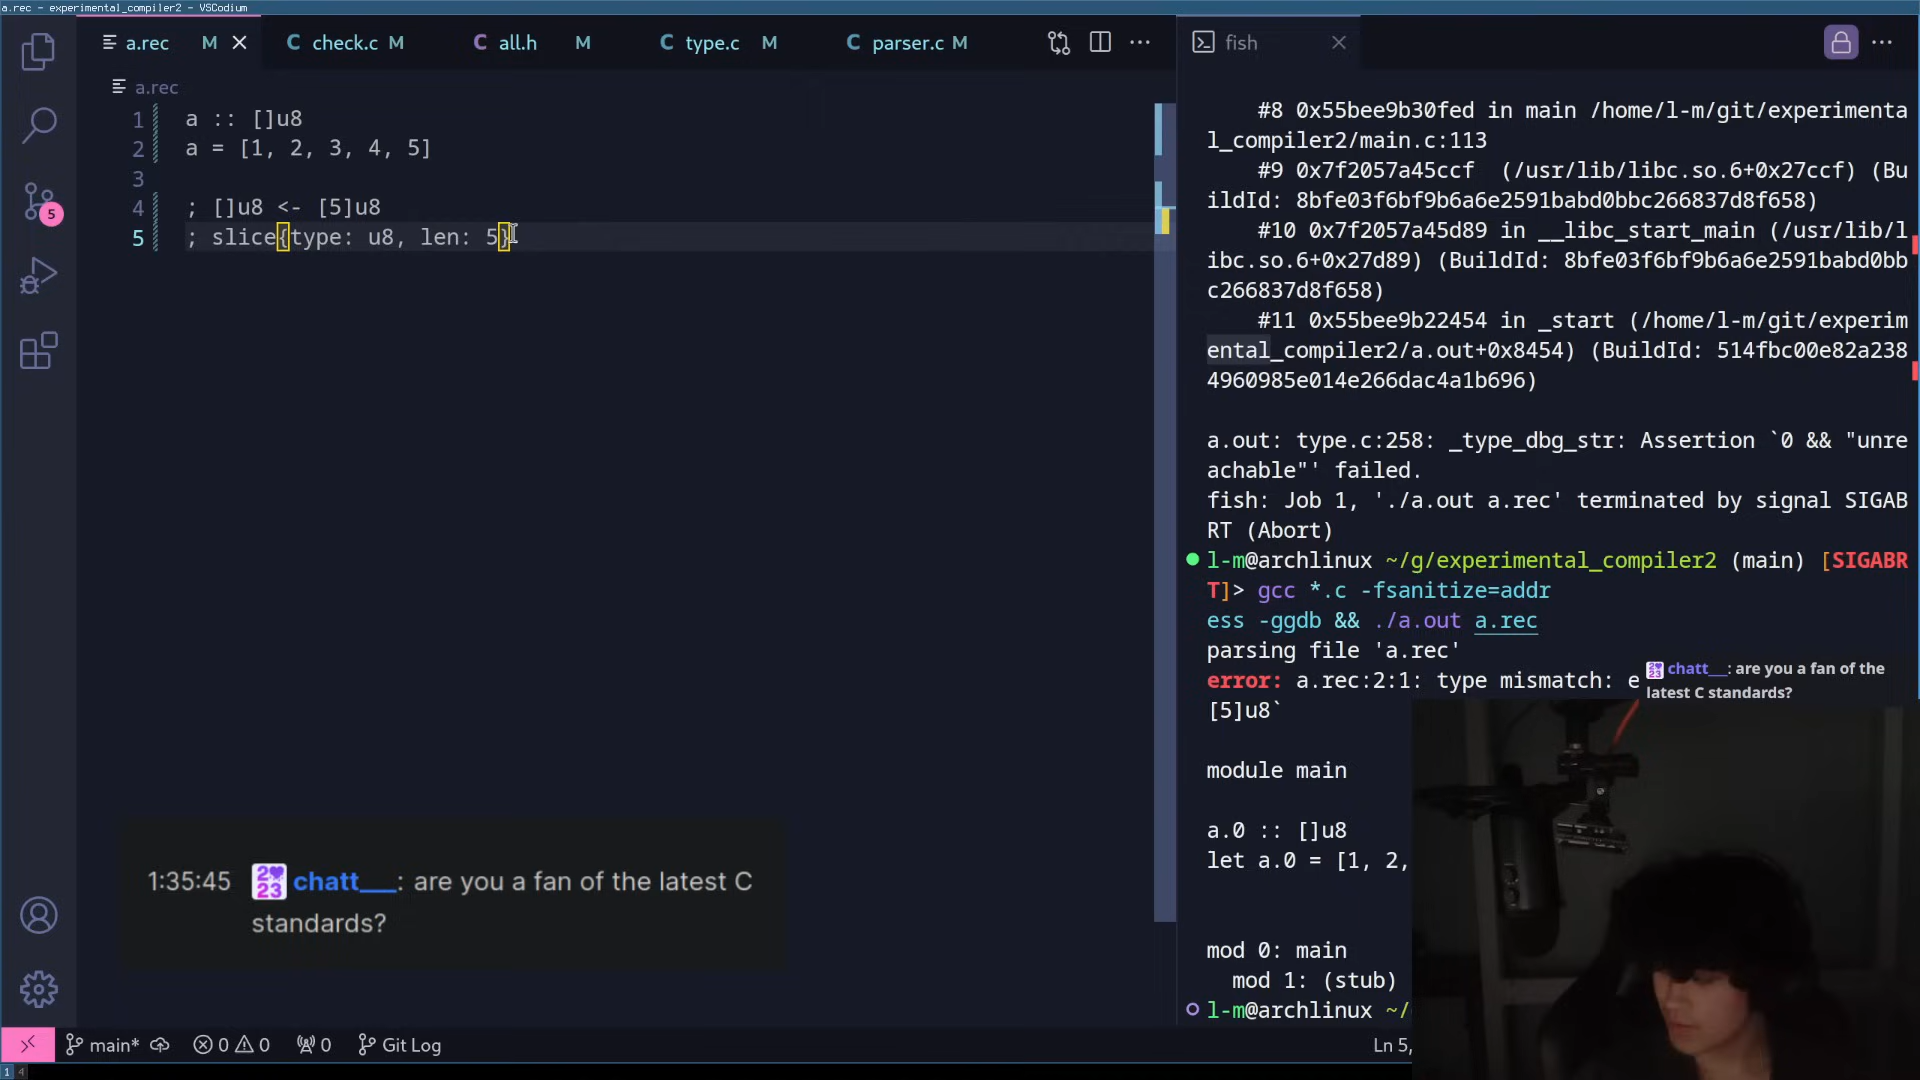 a.rec - experimental_compiler2 - VSCodium
a.rec M
C check.c M
C all.h M
C type.c M
C parser.c M
fish
a.rec
1 a :: []u8
2 a = [1, 2, 3, 4, 5]
3
4 ; []u8 <- [5]u8
5 ; slice{type: u8, len: 5}
5
1:35:45 2 23 chatt___: are you a fan of the latest C
standards?
main* 0 0 0 Git Log
Ln 5,
1 4
#8 0x55bee9b30fed in main /home/l-m/git/experimenta
l_compiler2/main.c:113
#9 0x7f2057a45ccf (/usr/lib/libc.so.6+0x27ccf) (Bu
ildId: 8bfe03f6bf9b6a6e2591babd0bbc266837d8f658)
#10 0x7f2057a45d89 in __libc_start_main (/usr/lib/l
ibc.so.6+0x27d89) (BuildId: 8bfe03f6bf9b6a6e2591babd0bb
c266837d8f658)
#11 0x55bee9b22454 in _start (/home/l-m/git/experim
ental_compiler2/a.out+0x8454) (BuildId: 514fbc00e82a238
4960985e014e266dac4a1b696)
a.out: type.c:258: _type_dbg_str: Assertion `0 && "unre
achable"' failed.
fish: Job 1, './a.out a.rec' terminated by signal SIGAB
RT (Abort)
l-m@archlinux ~/g/experimental_compiler2 (main) [SIGABR
T]> gcc *.c -fsanitize=addr
ess -ggdb && ./a.out a.rec
parsing file 'a.rec'
error: a.rec:2:1: type mismatch: e
[5]u8`
chatt___: are you a fan of the
latest C standards?
module main
a.0 :: []u8
let a.0 = [1, 2,
mod 0: main
mod 1: (stub)
l-m@archlinux ~/